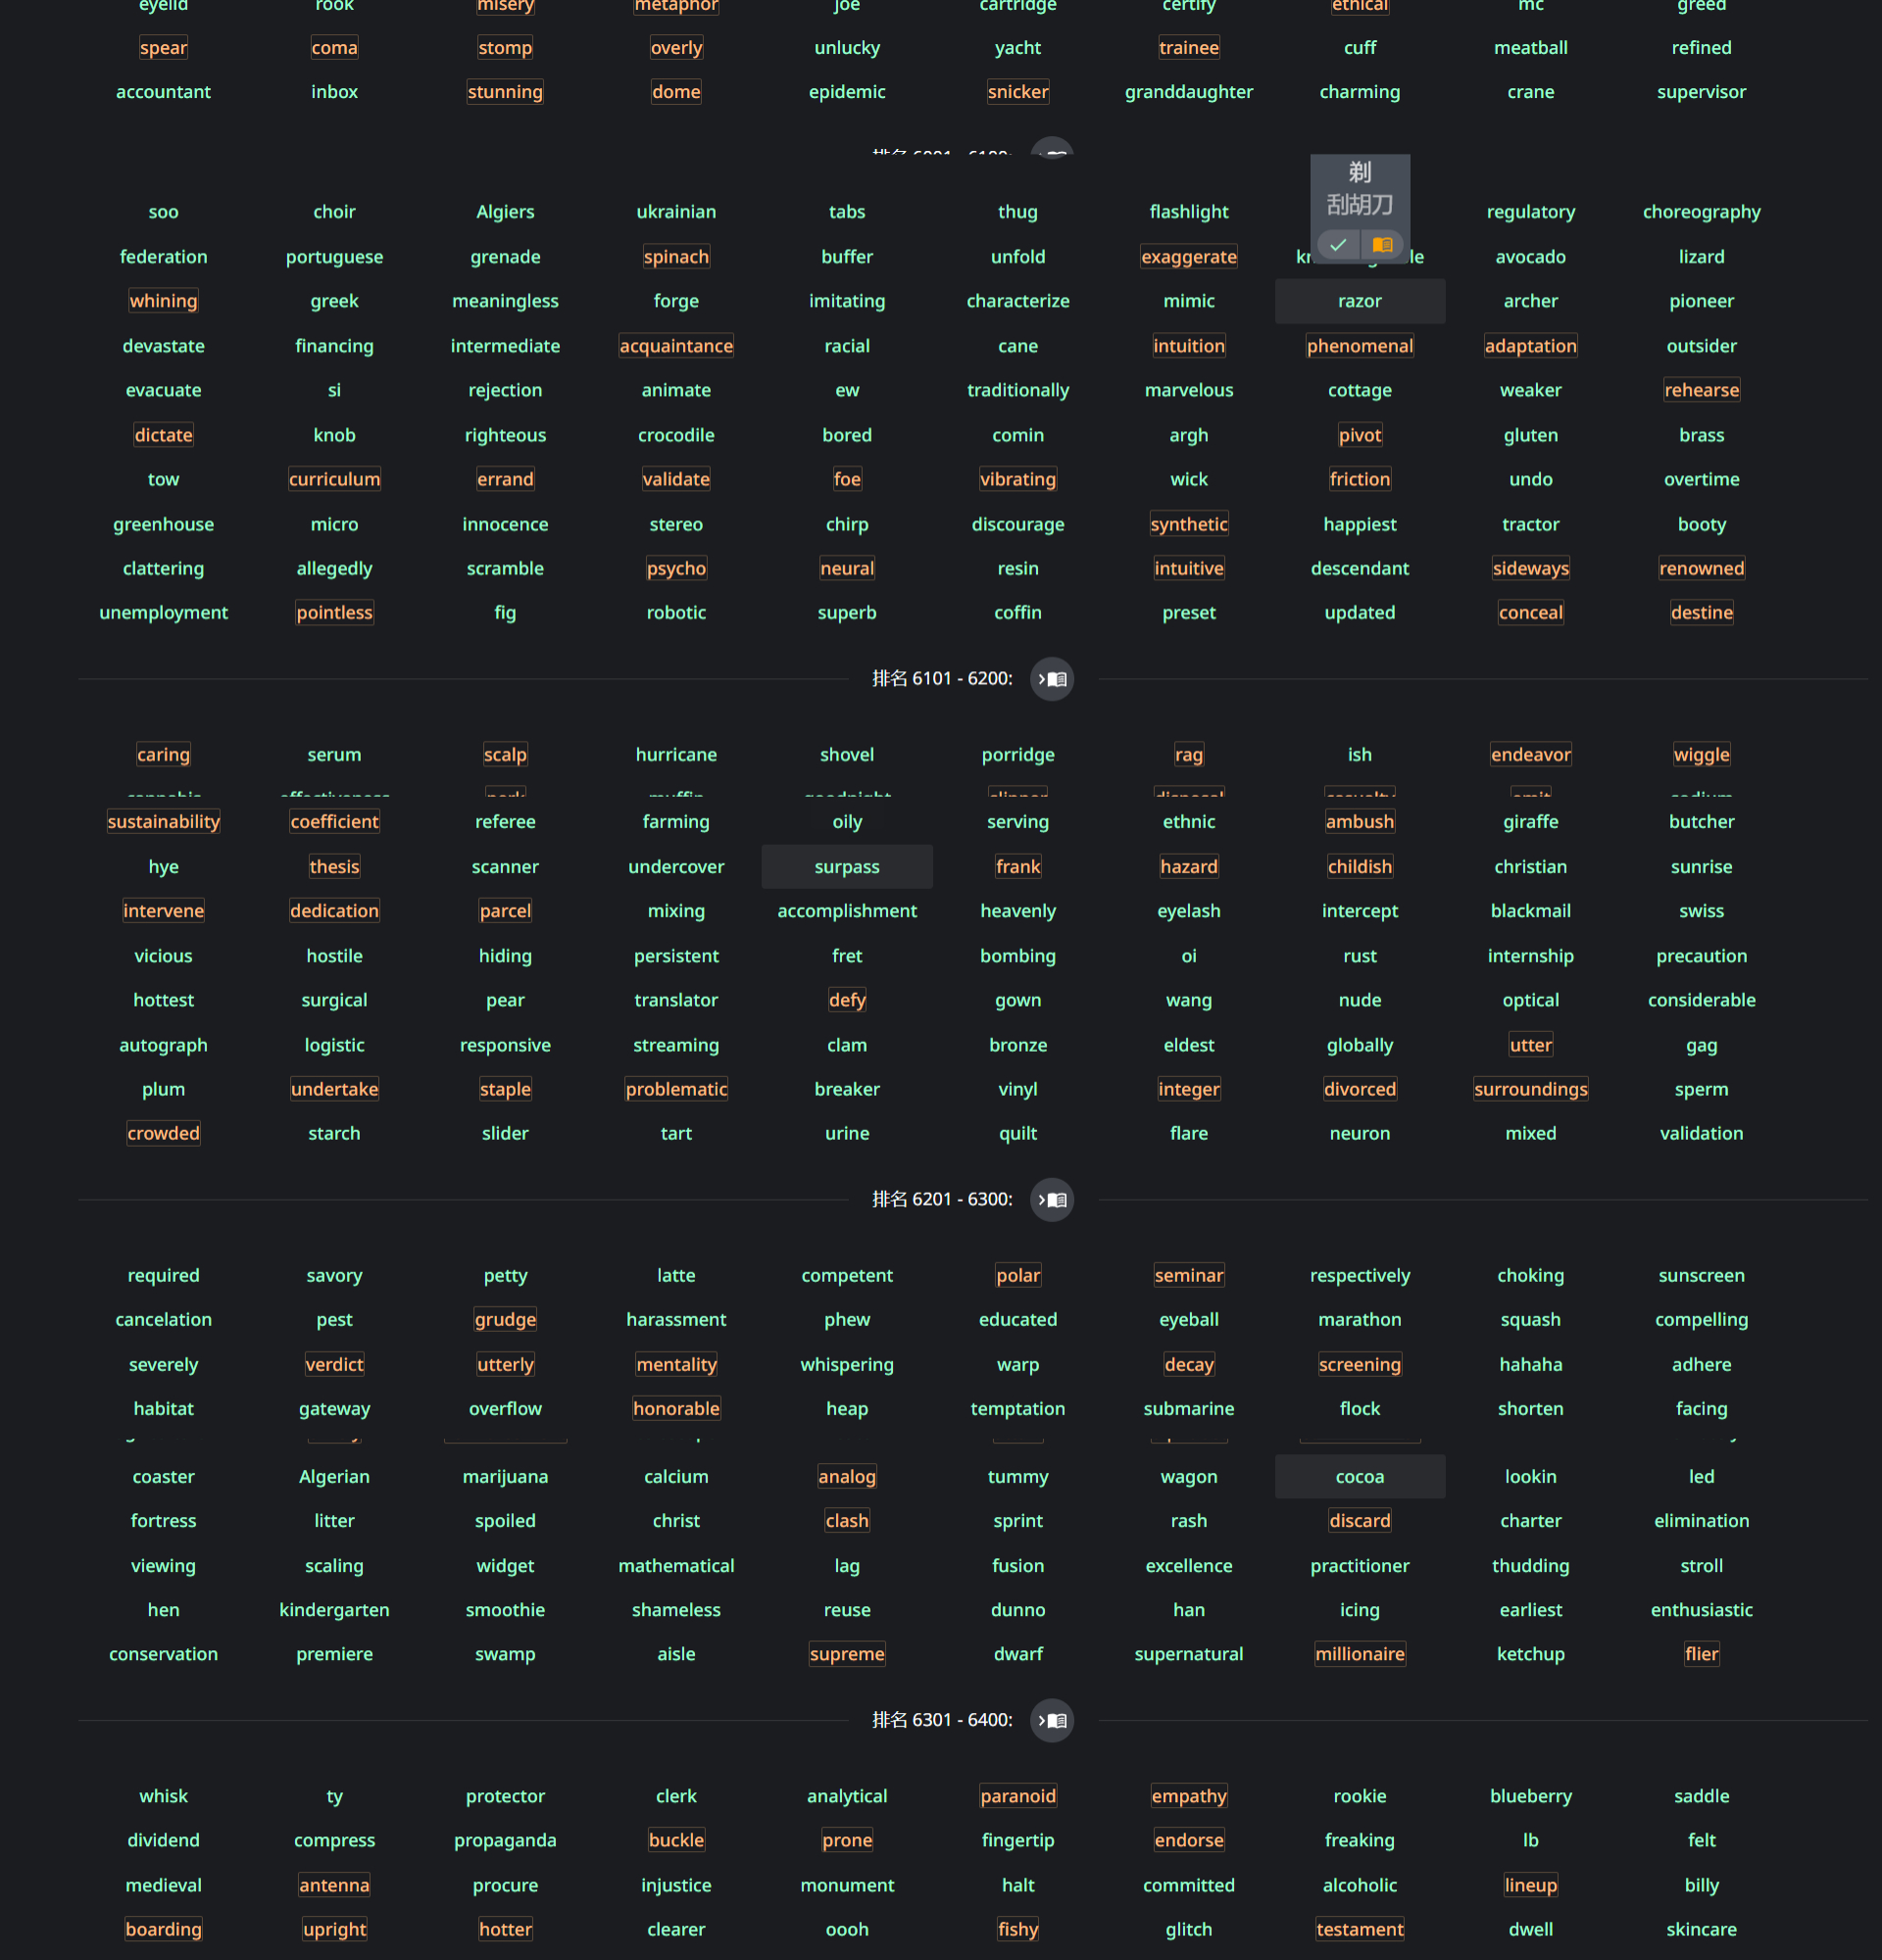 eyelid rook misery metaphor joe cartridge certify ethical mc greed
spear coma stomp overly unlucky yacht trainee cuff meatball refined
accountant inbox stunning dome epidemic snicker granddaughter charming crane supervisor
剃
刮胡刀
soo choir Algiers ukrainian tabs thug flashlight regulatory choreography
federation portuguese grenade spinach buffer unfold exaggerate avocado lizard
whining greek meaningless forge imitating characterize mimic razor archer pioneer
devastate financing intermediate acquaintance racial cane intuition phenomenal adaptation outsider
evacuate si rejection animate ew traditionally marvelous cottage weaker rehearse
dictate knob righteous crocodile bored comin argh pivot gluten brass
tow curriculum errand validate foe vibrating wick friction undo overtime
greenhouse micro innocence stereo chirp discourage synthetic happiest tractor booty
clattering allegedly scramble psycho neural resin intuitive descendant sideways renowned
unemployment pointless fig robotic superb coffin preset updated conceal destine
排名 6101 - 6200:
caring serum scalp hurricane shovel porridge rag ish endeavor wiggle
sustainability coefficient referee farming oily serving ethnic ambush giraffe butcher
hye thesis scanner undercover surpass frank hazard childish christian sunrise
intervene dedication parcel mixing accomplishment heavenly eyelash intercept blackmail swiss
vicious hostile hiding persistent fret bombing oi rust internship precaution
hottest surgical pear translator defy gown wang nude optical considerable
autograph logistic responsive streaming clam bronze eldest globally utter gag
plum undertake staple problematic breaker vinyl integer divorced surroundings sperm
crowded starch slider tart urine quilt flare neuron mixed validation
排名 6201 - 6300:
required savory petty latte competent polar seminar respectively choking sunscreen
cancelation pest grudge harassment phew educated eyeball marathon squash compelling
severely verdict utterly mentality whispering warp decay screening hahaha adhere
habitat gateway overflow honorable heap temptation submarine flock shorten facing
coaster Algerian marijuana calcium analog tummy wagon cocoa lookin led
fortress litter spoiled christ clash sprint rash discard charter elimination
viewing scaling widget mathematical lag fusion excellence practitioner thudding stroll
hen kindergarten smoothie shameless reuse dunno han icing earliest enthusiastic
conservation premiere swamp aisle supreme dwarf supernatural millionaire ketchup flier
排名 6301 - 6400:
whisk ty protector clerk analytical paranoid empathy rookie blueberry saddle
dividend compress propaganda buckle prone fingertip endorse freaking lb felt
medieval antenna procure injustice monument halt committed alcoholic lineup billy
boarding upright hotter clearer oooh fishy glitch testament dwell skincare